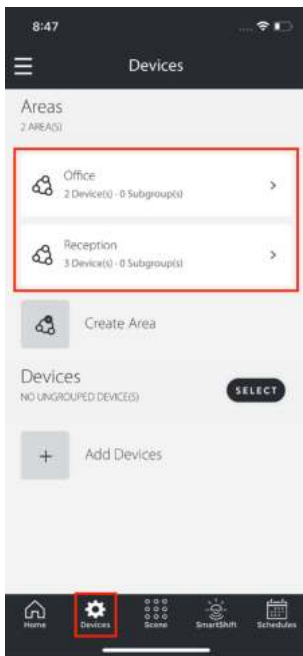 8:47
Devices
Areas
2 AREA(S)
Office
2 Device(s) - 0 Subgroup(s)
Reception
3 Device(s) - 0 Subgroup(s)
Create Area
Devices
NO UNGROUPED DEVICE(S)
SELECT
+ Add Devices
Home Devices Scene SmartShift Schedules